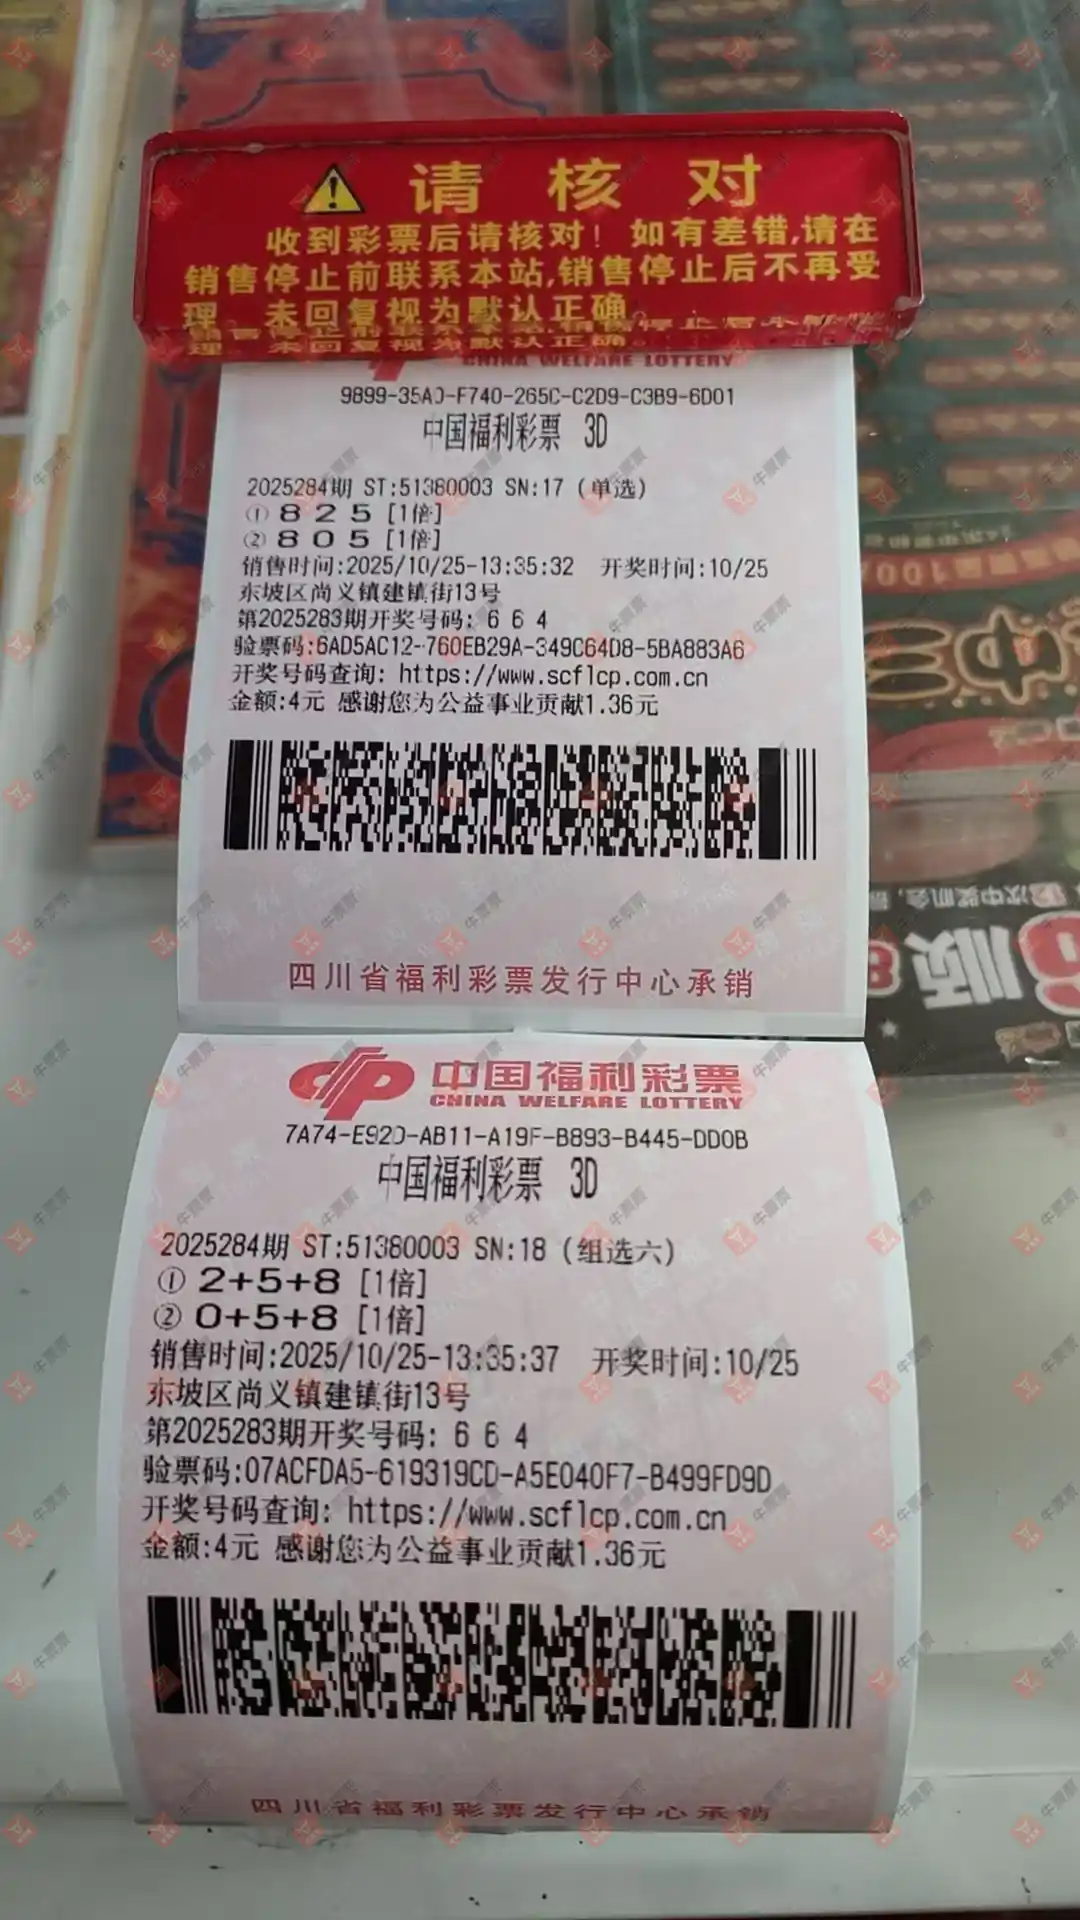 请核对
收到彩票后请核对！如有差错,请在
销售停止前联系本站,销售停止后不再受
理。未回复视为默认正确。
CHINA WELFARE LOTTERY
9899-35AD-F740-265C-C2D9-C3B9-6D01
中国福利彩票 3D
2025284期 ST:51380003 SN:17 (单选)
① 8 2 5 [1倍]
② 8 0 5 [1倍]
销售时间:2025/10/25-13:35:32 开奖时间:10/25
东坡区尚义镇建镇街13号
第2025283期开奖号码: 6 6 4
验票码:6AD5AC12-760EB29A-349C64D8-5BA883A6
开奖号码查询: https://www.scflcp.com.cn
金额:4元 感谢您为公益事业贡献1.36元
四川省福利彩票发行中心承销
中国福利彩票
CHINA WELFARE LOTTERY
7A74-E92D-AB11-A19F-B893-B445-DD0B
中国福利彩票 3D
2025284期 ST:51380003 SN:18 (组选六)
① 2+5+8 [1倍]
② 0+5+8 [1倍]
销售时间:2025/10/25-13:35:37 开奖时间:10/25
东坡区尚义镇建镇街13号
第2025283期开奖号码: 6 6 4
验票码:07ACFDA5-619319CD-A5E040F7-B499FD9D
开奖号码查询: https://www.scflcp.com.cn
金额:4元 感谢您为公益事业贡献1.36元
四川省福利彩票发行中心承销
牛票票